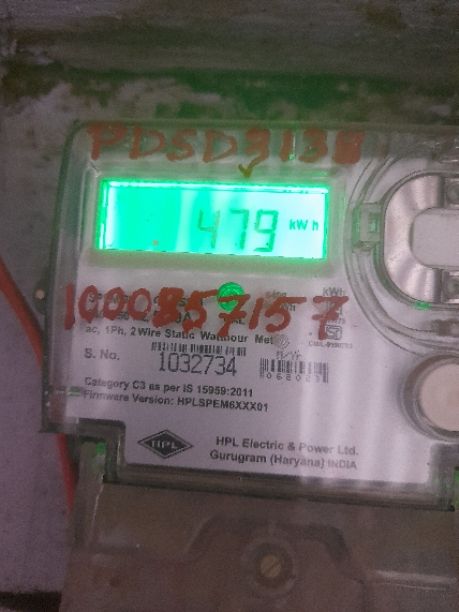 PDSD3138
479 kWh
kWh
1000857157
ac, 1Ph, 2 Wire Static Watthour Meter
S. No. 1032734
Category C3 as per IS 15959:2011
Firmware Version: HPLSPEM6XXX01
HPL
HPL Electric & Power Ltd.
Gurugram (Haryana) INDIA